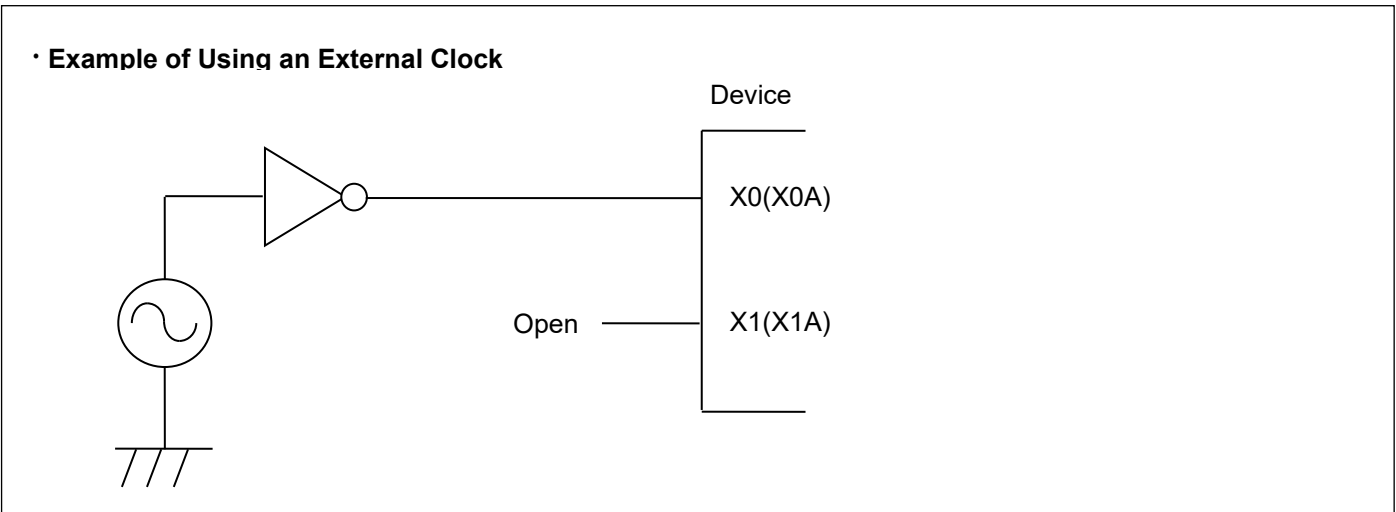 ・Example of Using an External Clock
Device
X0(X0A)
Open
X1(X1A)